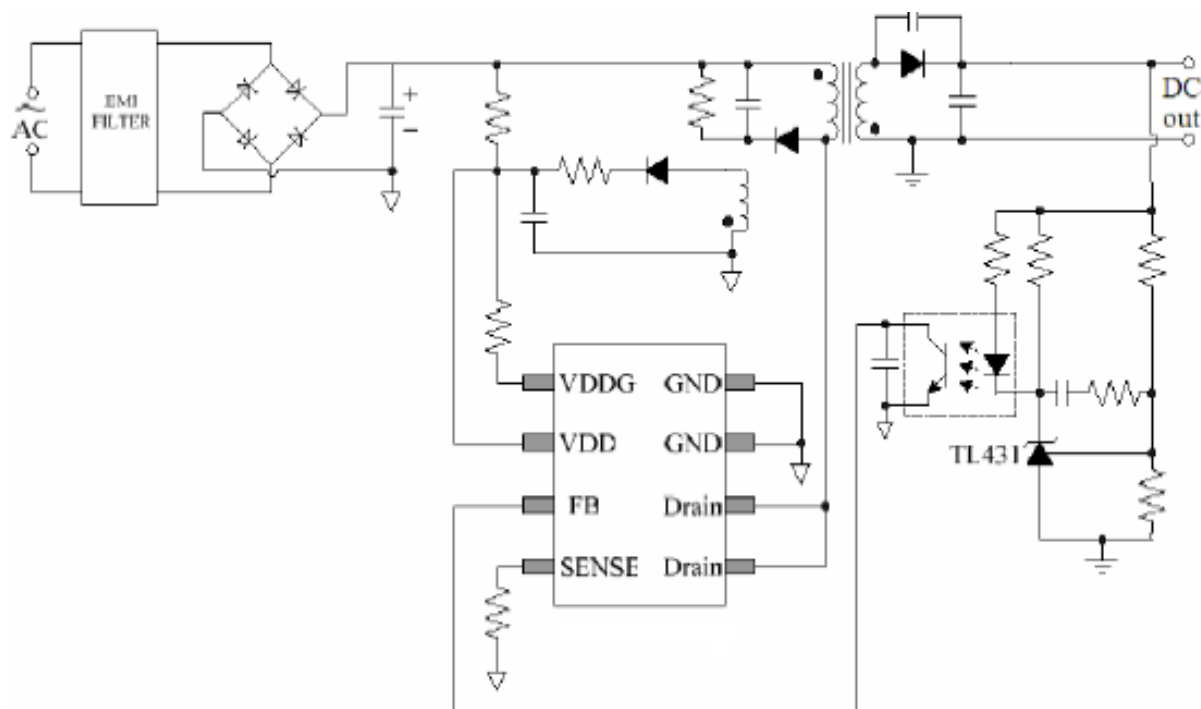 EMI
FILTER
AC
+
−
DC
out
VDDG
GND
VDD
GND
FB
Drain
SENSE
Drain
TL431